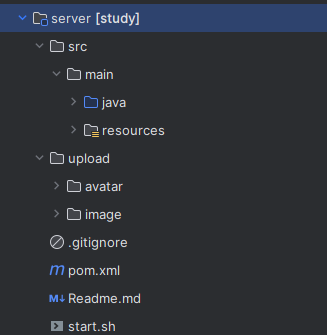 server [study]
src
main
java
resources
upload
avatar
image
.gitignore
pom.xml
Readme.md
start.sh